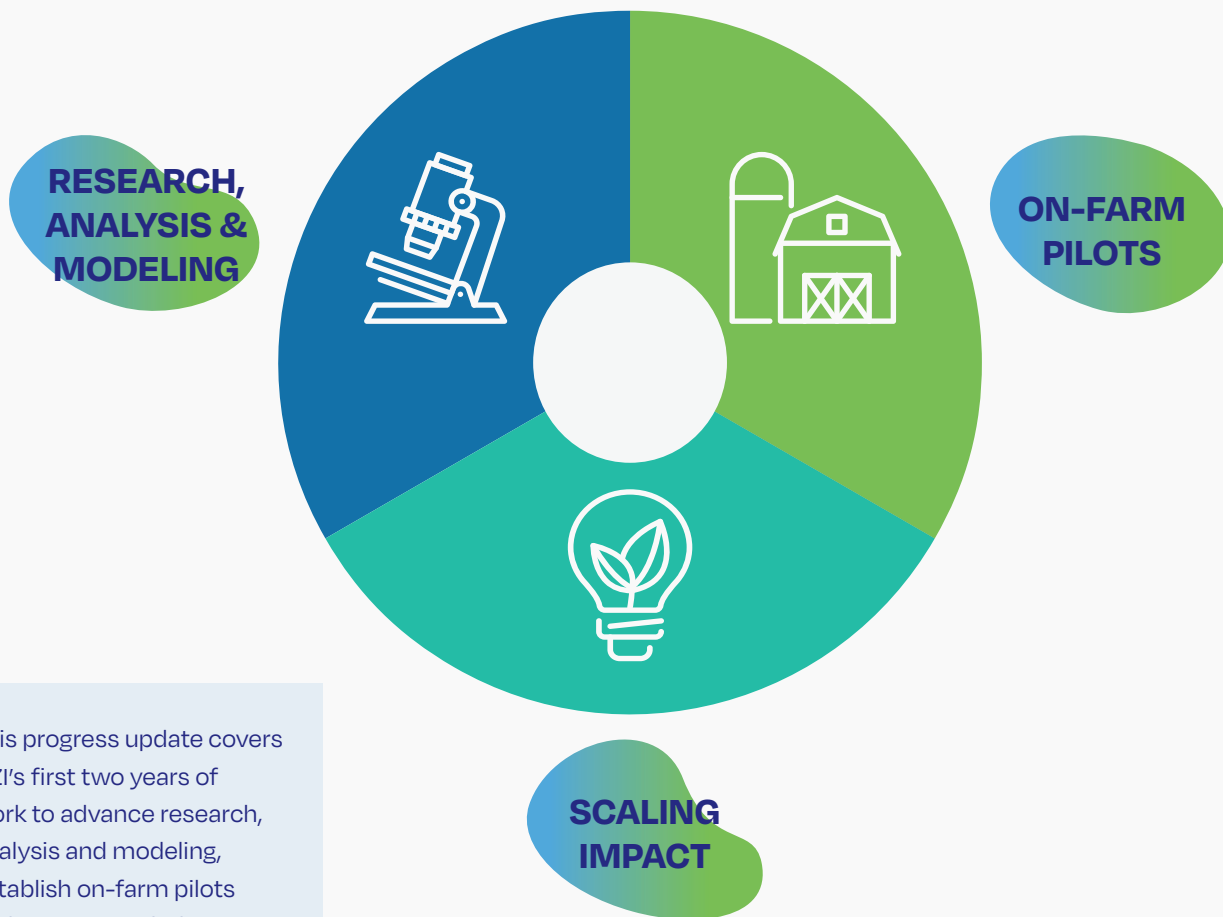 RESEARCH,
ANALYSIS &
MODELING
ON-FARM
PILOTS
SCALING
IMPACT
progress update covers
first two years of
to advance research,
and modeling,
on-farm pilots